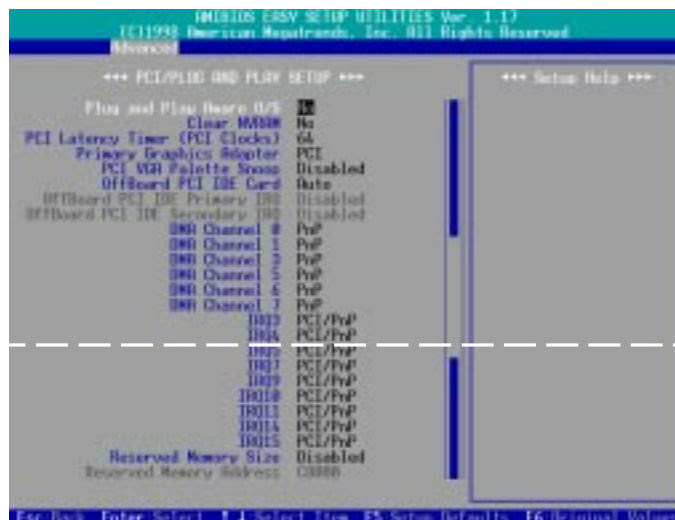 AMIBIOS EASY SETUP UTILITIES Ver. 1.17
(C)1998 American Megatrends, Inc. All Rights Reserved
Advanced
*** PCI/PLUG AND PLAY SETUP ***
*** Setup Help ***
Plug and Play Aware O/S No
Clear NVRAM No
PCI Latency Timer (PCI Clocks) 64
Primary Graphics Adapter PCI
PCI VGA Palette Snoop Disabled
OffBoard PCI IDE Card Auto
OffBoard PCI IDE Primary IRQ Disabled
OffBoard PCI IDE Secondary IRQ Disabled
DMA Channel 0 PnP
DMA Channel 1 PnP
DMA Channel 3 PnP
DMA Channel 5 PnP
DMA Channel 6 PnP
DMA Channel 7 PnP
IRQ3 PCI/PnP
IRQ4 PCI/PnP
IRQ5 PCI/PnP
IRQ7 PCI/PnP
IRQ9 PCI/PnP
IRQ10 PCI/PnP
IRQ11 PCI/PnP
IRQ14 PCI/PnP
IRQ15 PCI/PnP
Reserved Memory Size Disabled
Reserved Memory Address C8000
Esc:Back Enter:Select ↑↓:Select Item F5:Setup Defaults F6:Original Values